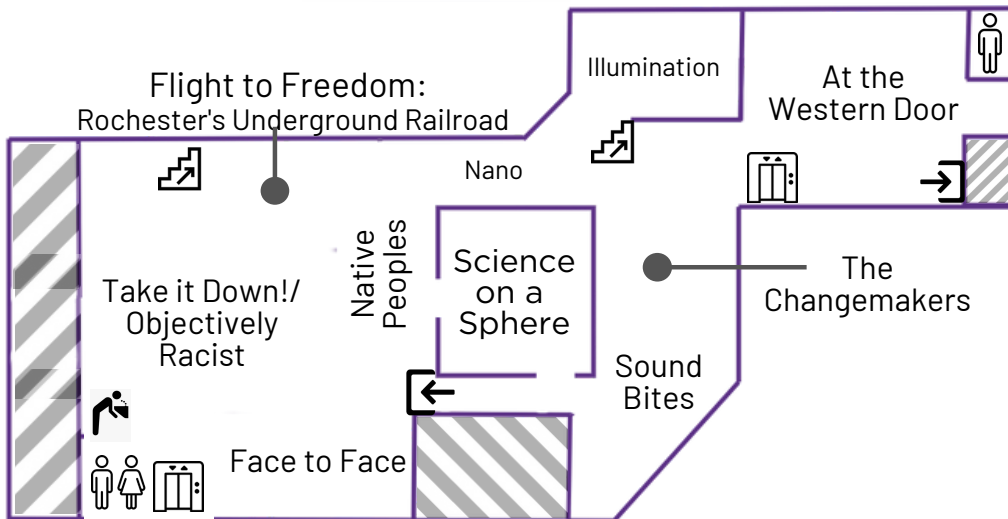 Flight to Freedom:
Rochester's Underground Railroad
Illumination
At the
Western Door
Nano
Native
Peoples
Science
on a
Sphere
The
Changemakers
Take it Down!/
Objectively
Racist
Sound
Bites
Face to Face